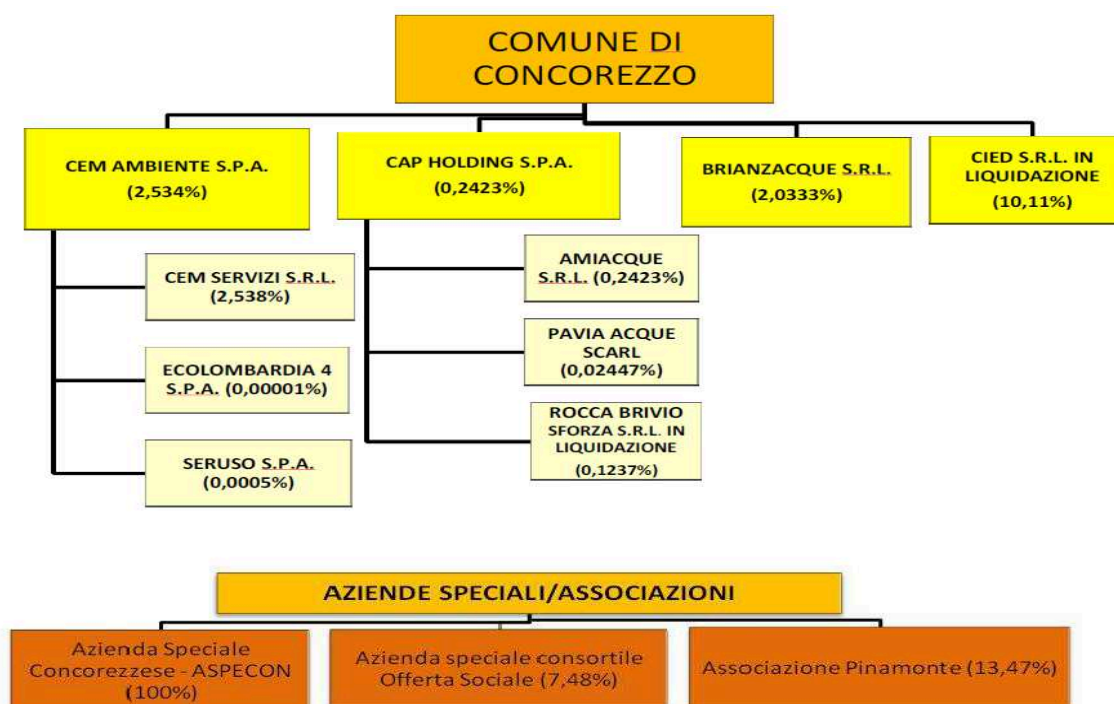 COMUNE DI
CONCOREZZO
CEM AMBIENTE S.P.A.
(2,534%)
CAP HOLDING S.P.A.
(0,2423%)
BRIANZACQUE S.R.L.
(2,0333%)
CIED S.R.L. IN
LIQUIDAZIONE
(10,11%)
CEM SERVIZI S.R.L.
(2,538%)
ECOLOMBARDIA 4
S.P.A. (0,00001%)
SERUSO S.P.A.
(0,0005%)
AMIACQUE
S.R.L. (0,2423%)
PAVIA ACQUE
SCARL
(0,02447%)
ROCCA BRIVIO
SFORZA S.R.L. IN
LIQUIDAZIONE
(0,1237%)
AZIENDE SPECIALI/ASSOCIAZIONI
Azienda Speciale
Concorezzese - ASPECON
(100%)
Azienda speciale consortile
Offerta Sociale (7,48%)
Associazione Pinamonte (13,47%)